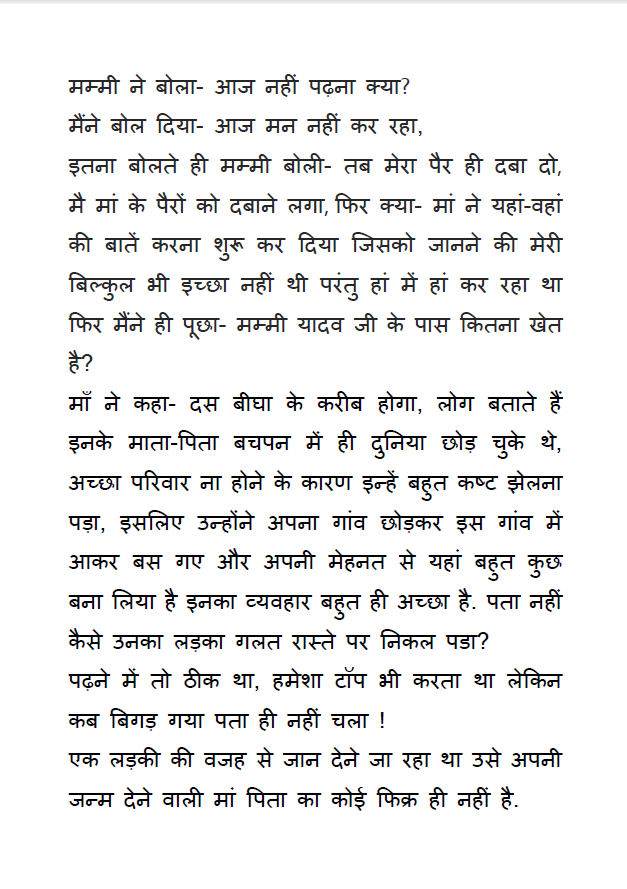 मम्मी ने बोला- आज नहीं पढ़ना क्या?
मैंने बोल दिया- आज मन नहीं कर रहा,
इतना बोलते ही मम्मी बोली- तब मेरा पैर ही दबा दो,
मै मां के पैरों को दबाने लगा, फिर क्या- मां ने यहां-वहां
की बातें करना शुरू कर दिया जिसको जानने की मेरी
बिल्कुल भी इच्छा नहीं थी परंतु हां में हां कर रहा था
फिर मैंने ही पूछा- मम्मी यादव जी के पास कितना खेत
है?
माँ ने कहा- दस बीघा के करीब होगा, लोग बताते हैं
इनके माता-पिता बचपन में ही दुनिया छोड़ चुके थे,
अच्छा परिवार ना होने के कारण इन्हें बहुत कष्ट झेलना
पड़ा, इसलिए उन्होंने अपना गांव छोड़कर इस गांव में
आकर बस गए और अपनी मेहनत से यहां बहुत कुछ
बना लिया है इनका व्यवहार बहुत ही अच्छा है. पता नहीं
कैसे उनका लड़का गलत रास्ते पर निकल पडा?
पढ़ने में तो ठीक था, हमेशा टॉप भी करता था लेकिन
कब बिगड़ गया पता ही नहीं चला !
एक लड़की की वजह से जान देने जा रहा था उसे अपनी
जन्म देने वाली मां पिता का कोई फिक्र ही नहीं है.